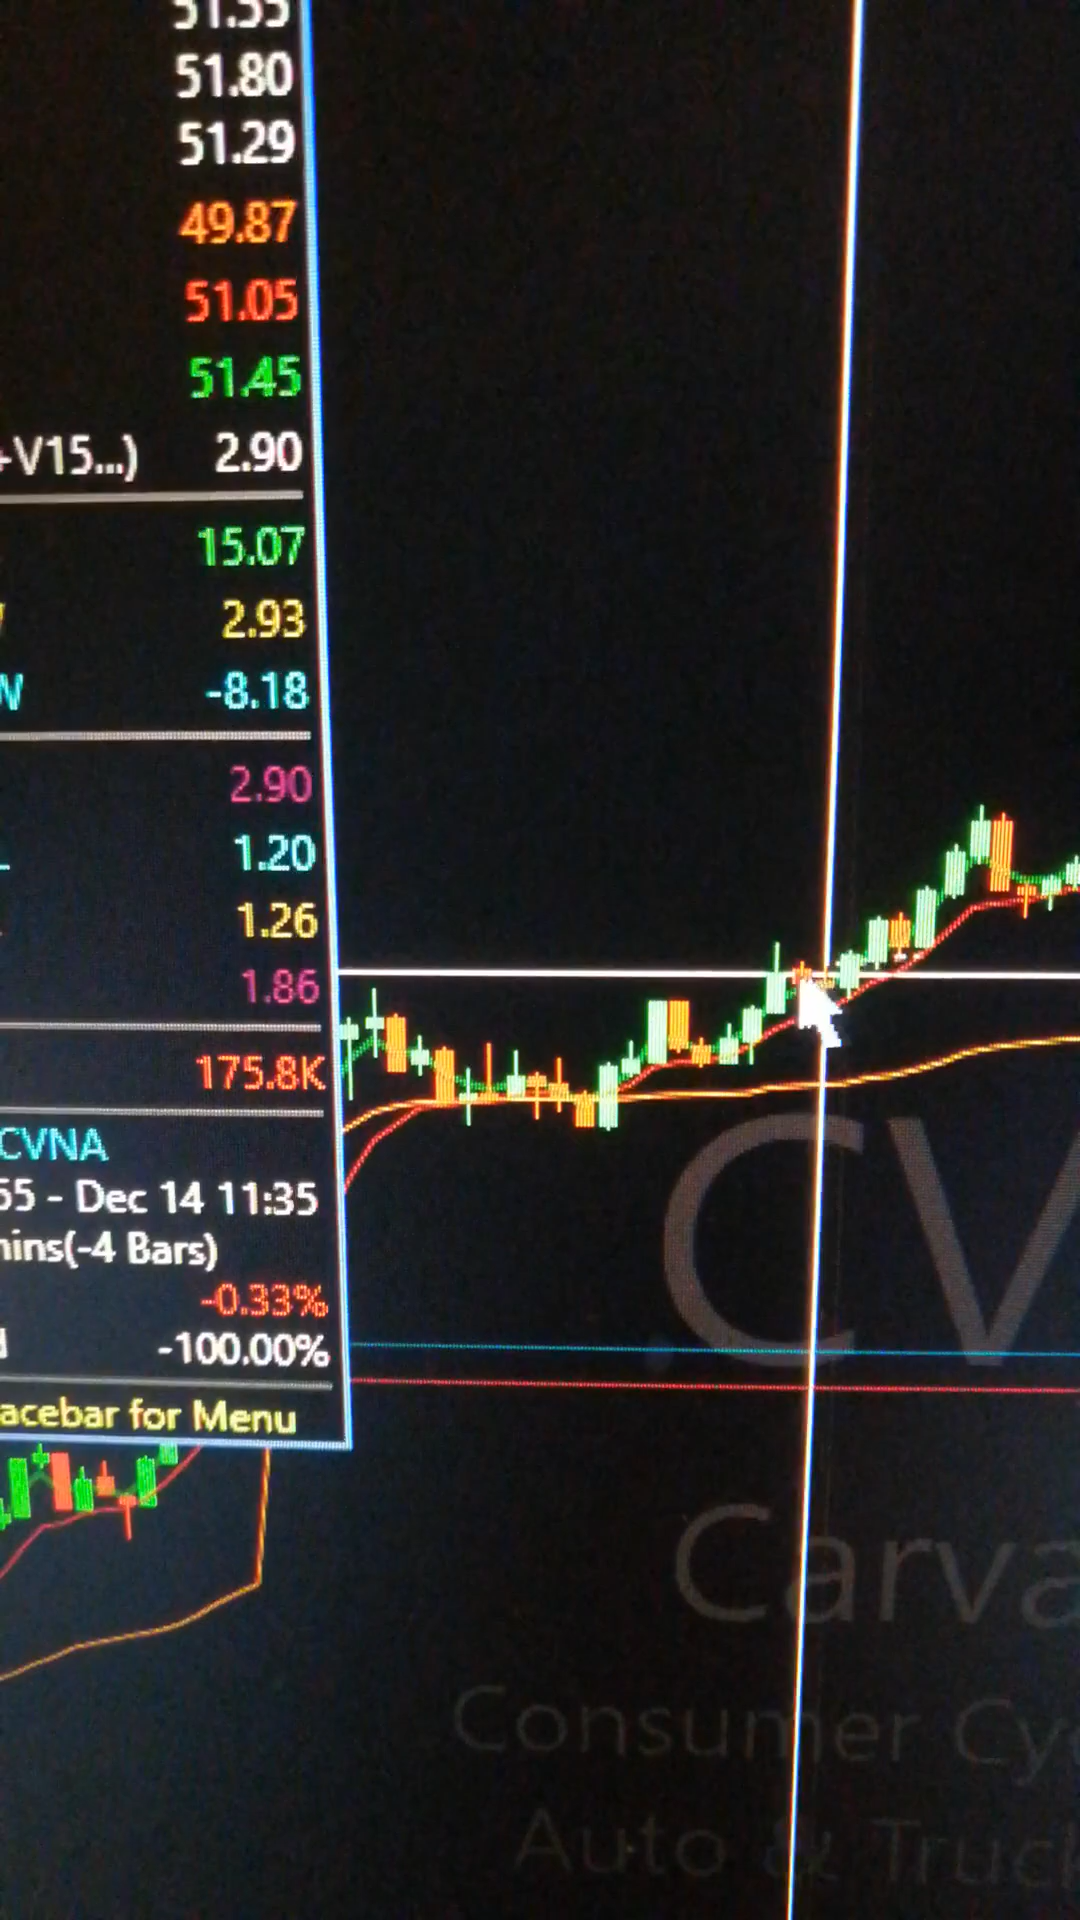 51.80
51.29
49.87
51.05
51.45
+V15...) 2.90
15.07
2.93
-8.18
2.90
1.20
1.26
1.86
175.8K
CVNA
55 - Dec 14 11:35
mins(-4 Bars)
-0.33%
-100.00%
acebar for Menu
CV
Carva
Consumer Cy
Auto & Truck